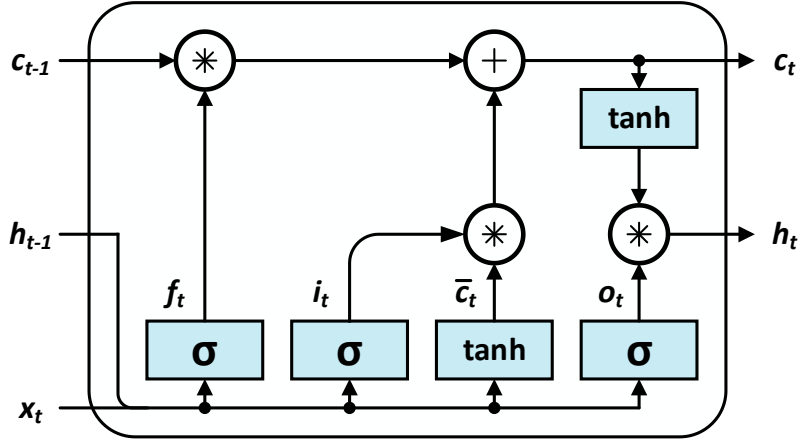 c_{t-1} ∗ + c_t
tanh
h_{t-1} ∗ ∗ h_t
f_t i_t c̅_t o_t
σ σ tanh σ
x_t